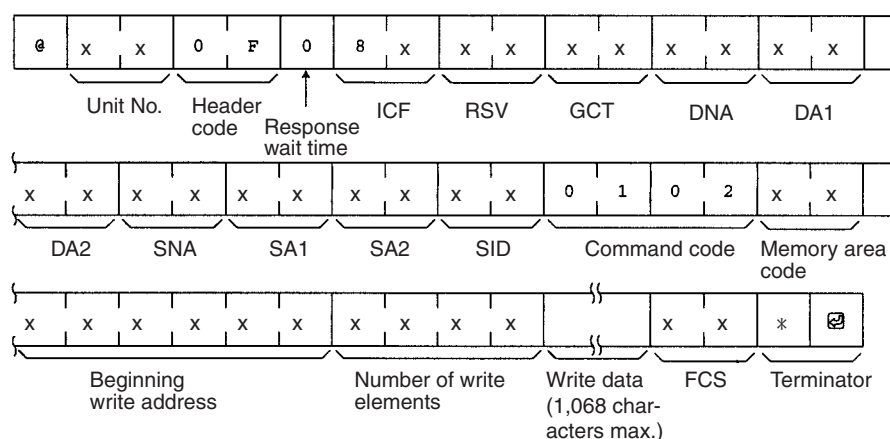 @ x x 0 F 0 8 x x x x x x x x x
Unit No. Header code Response wait time ICF RSV GCT DNA DA1
x x x x x x x x x x 0 1 0 2 x x
DA2 SNA SA1 SA2 SID Command code Memory area code
x x x x x x x x x x x x * ↵
Beginning write address Number of write elements Write data (1,068 char-acters max.) FCS Terminator